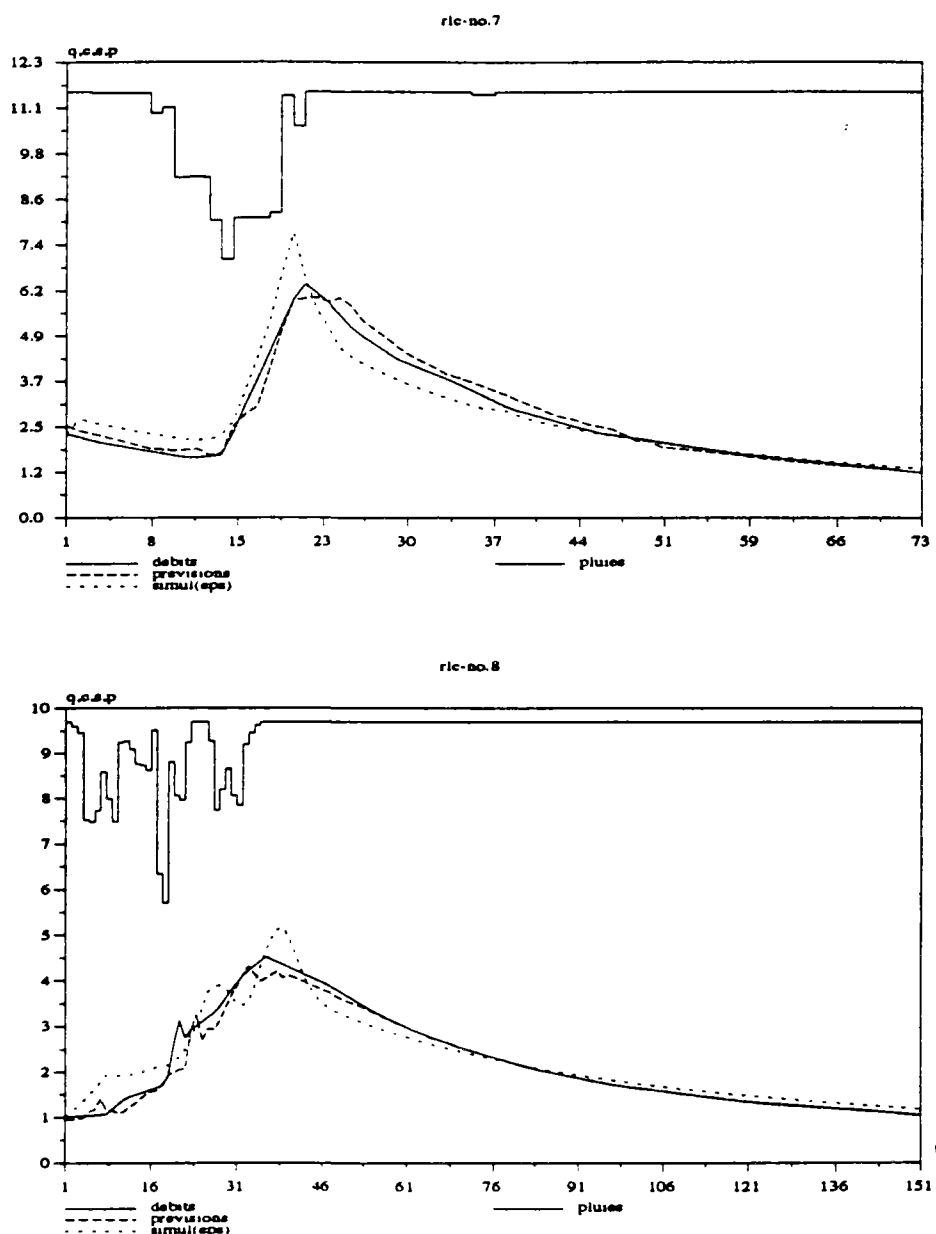 ric-no.7
q.c.s.p
12.3
11.1
9.8
8.6
7.4
6.2
4.9
3.7
2.5
1.2
0.0
1 8 15 23 30 37 44 51 59 66 73
debits
previsions
simul(eps)
pluies
ric-no.8
q.c.s.p
10
9
8
7
6
5
4
3
2
1
0
1 16 31 46 61 76 91 106 121 136 151
debits
previsions
simul(eps)
pluies